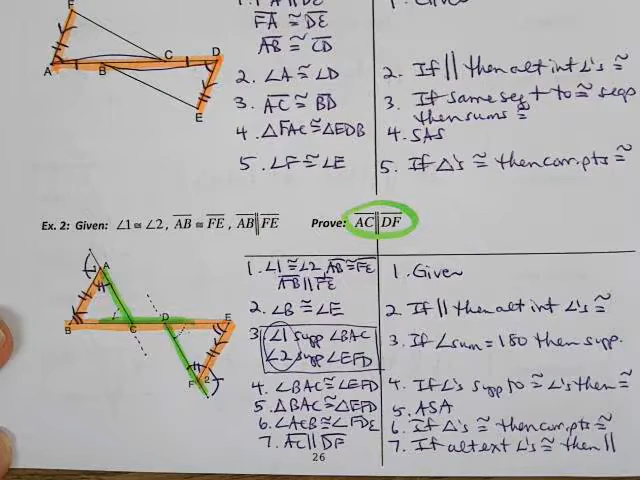 FA ≅ DE
AB ≅ CD
2. ∠A ≅ ∠D
2. If || then alt int ∠'s ≅
3. AC ≅ BD
3. If same seg + to ≅ segs then sums ≅
4. △FAC ≅ △EDB
4. SAS
5. ∠F ≅ ∠E
5. If △'s ≅ then corr. pts ≅
F
A
B
C
D
E
Ex. 2: Given: ∠1 ≅ ∠2, AB ≅ FE, AB || FE Prove: AC || DF
1. ∠1 ≅ ∠2, AB ≅ FE
AB || FE
1. Given
2. ∠B ≅ ∠E
2. If || then alt int ∠'s ≅
3. ∠1 supp ∠BAC
∠2 supp ∠EFD
3. If ∠sum = 180 then supp.
4. ∠BAC ≅ ∠EFD
4. If ∠'s supp to ≅ ∠'s then ≅
5. △BAC ≅ △EFD
5. ASA
6. ∠ACB ≅ ∠FDE
6. If △'s ≅ then corr pts ≅
7. AC || DF
7. If alt ext ∠'s ≅ then ||
A
B
C
D
E
F
2
26